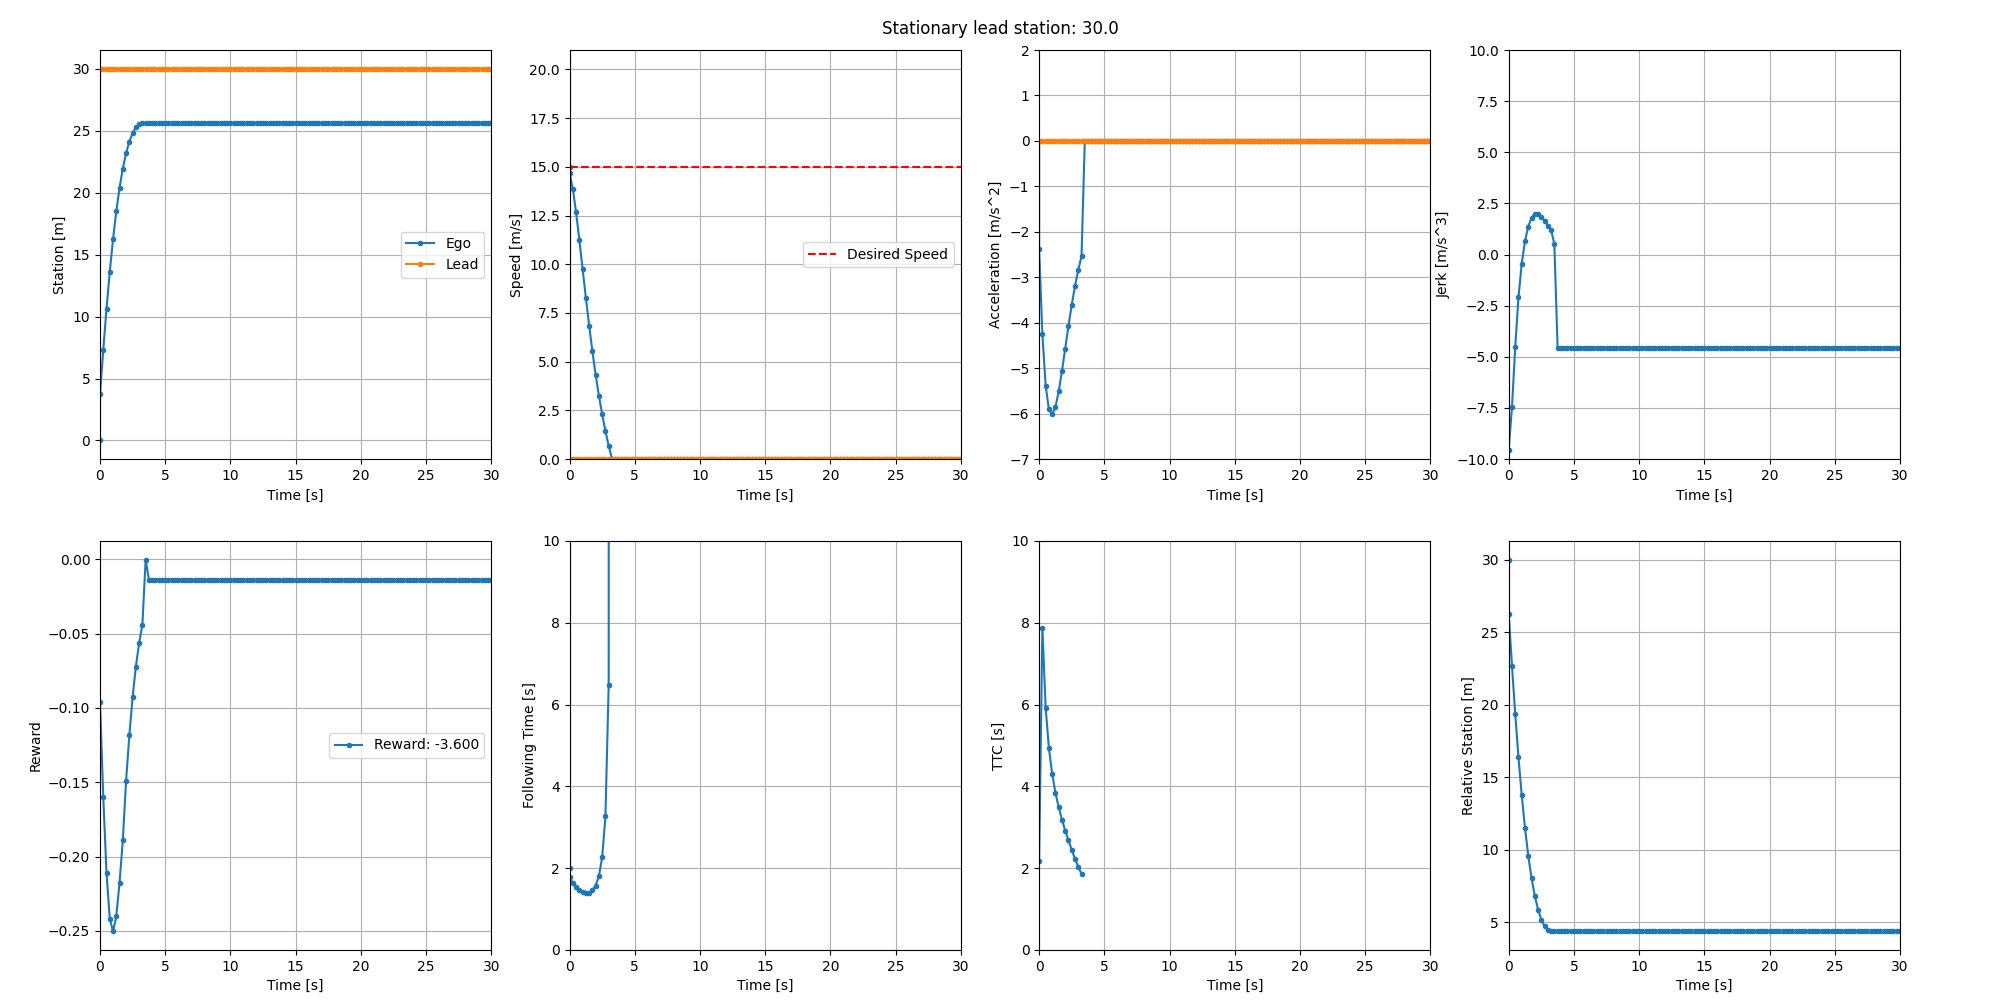 Stationary lead station: 30.0
Station [m]
30
25
20
15
10
5
0
Ego
Lead
0 5 10 15 20 25 30
Time [s]
Speed [m/s]
20.0
17.5
15.0
12.5
10.0
7.5
5.0
2.5
0.0
Desired Speed
0 5 10 15 20 25 30
Time [s]
Acceleration [m/s^2]
2
1
0
−1
−2
−3
−4
−5
−6
−7
0 5 10 15 20 25 30
Time [s]
Jerk [m/s^3]
10.0
7.5
5.0
2.5
0.0
−2.5
−5.0
−7.5
−10.0
0 5 10 15 20 25 30
Time [s]
Reward
0.00
−0.05
−0.10
−0.15
−0.20
−0.25
Reward: -3.600
0 5 10 15 20 25 30
Time [s]
Following Time [s]
10
8
6
4
2
0
0 5 10 15 20 25 30
Time [s]
TTC [s]
10
8
6
4
2
0
0 5 10 15 20 25 30
Time [s]
Relative Station [m]
30
25
20
15
10
5
0 5 10 15 20 25 30
Time [s]